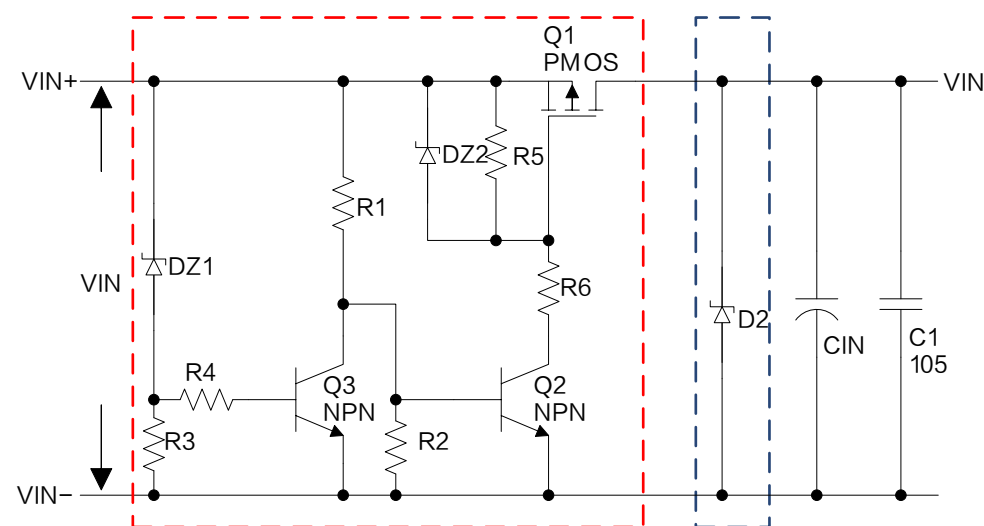 Q1
PMOS
VIN+
VIN
DZ2
R5
R1
DZ1
VIN
R6
D2
CIN
C1
105
R4
Q3
NPN
Q2
NPN
R3
R2
VIN−